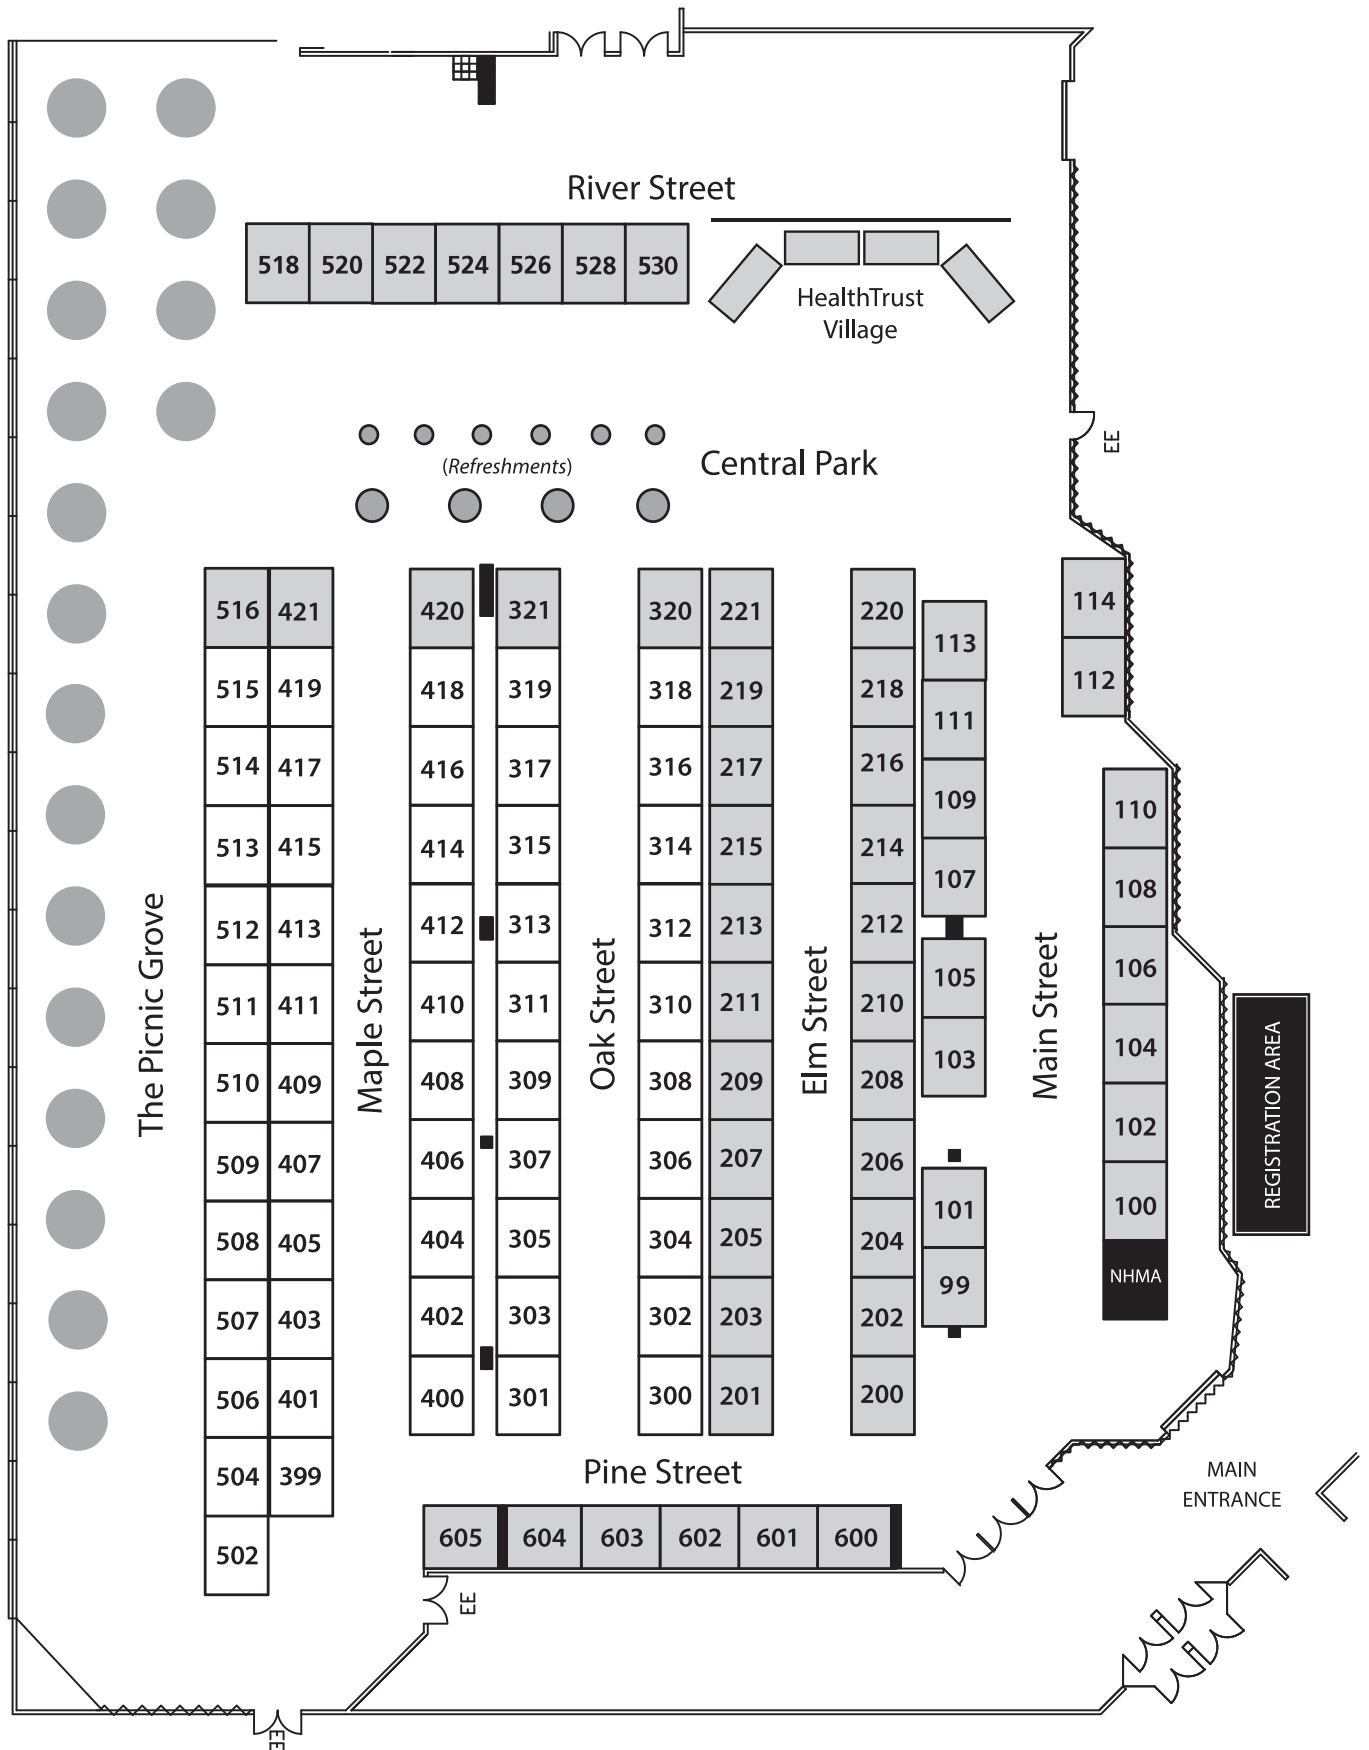 River Street
518 520 522 524 526 528 530
HealthTrust
Village
(Refreshments)
Central Park
EE
516 421 420 321 320 221 220 113 114
515 419 418 319 318 219 218 111 112
514 417 416 317 316 217 216 109 110
513 415 414 315 314 215 214 107 108
512 413 412 313 312 213 212 105 106
511 411 410 311 310 211 210 103 104
510 409 408 309 308 209 208 102
509 407 406 307 306 207 206 101 100
508 405 404 305 304 205 204 99 NHMA
507 403 402 303 302 203 202
506 401 400 301 300 201 200
504 399
502
The Picnic Grove
Maple Street
Oak Street
Elm Street
Main Street
REGISTRATION AREA
Pine Street
605 604 603 602 601 600
MAIN
ENTRANCE
EE
EE